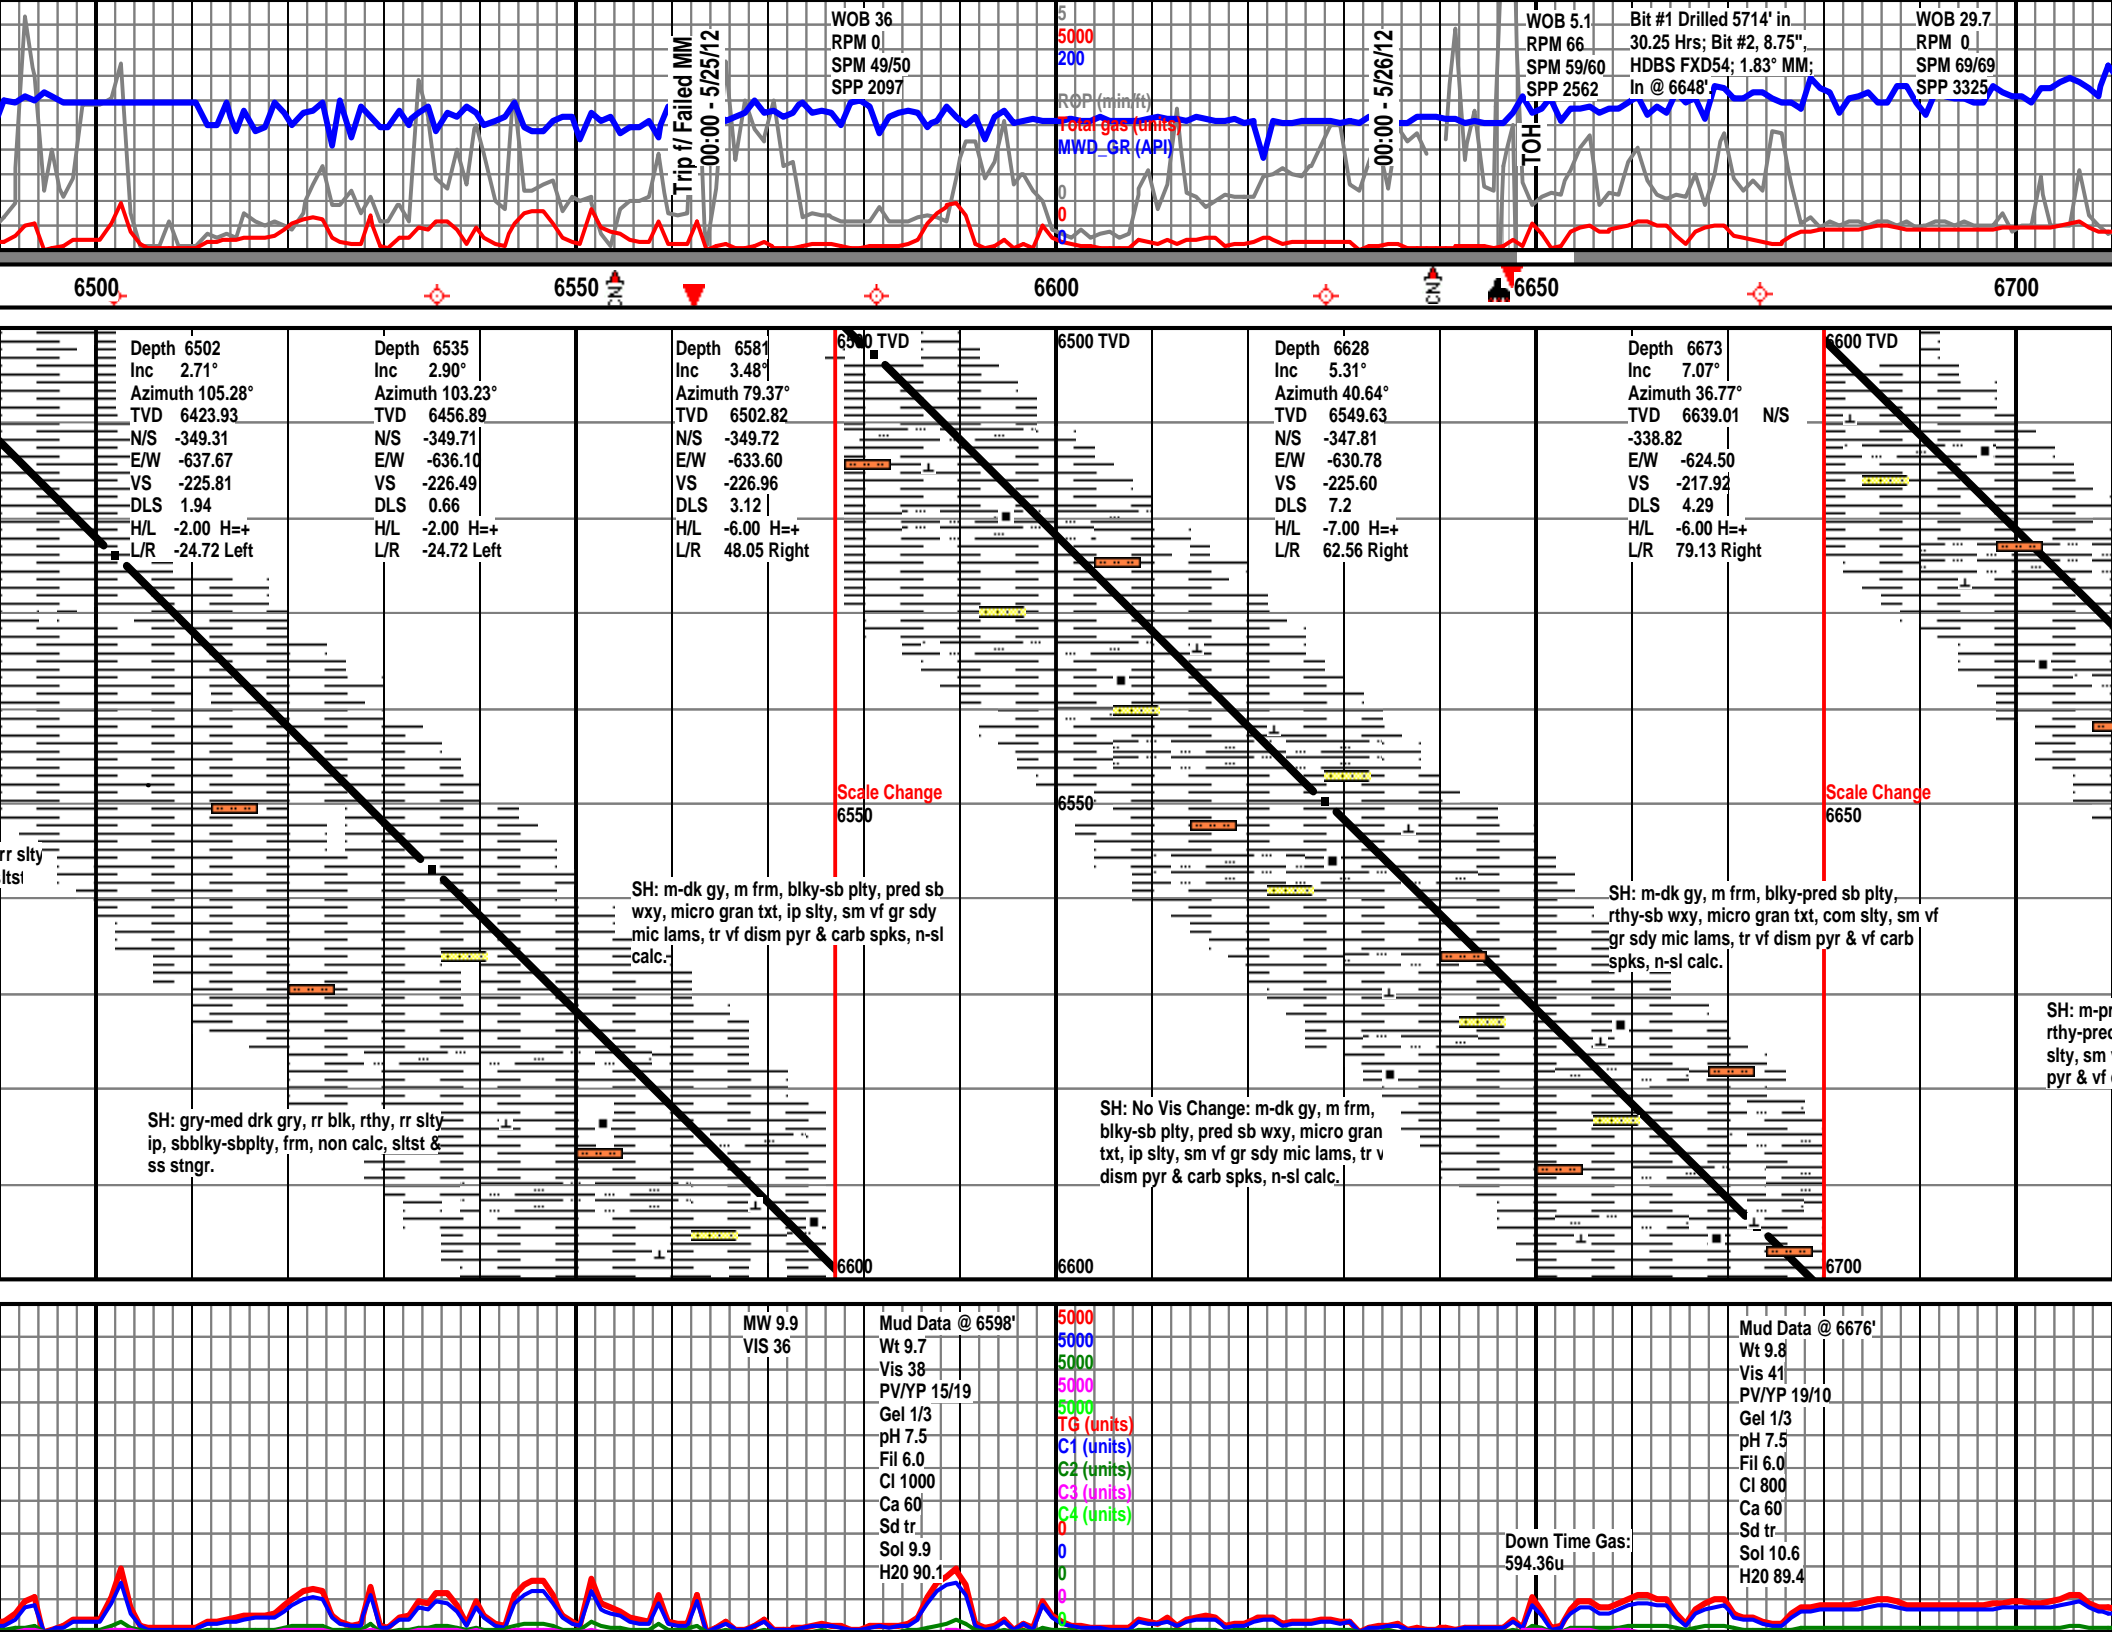 WOB 36
RPM 0
SPM 49/50
SPP 2097
Trip f/ Failed MM
00:00 - 5/25/12
5
5000
200
ROP (min/ft)
Total gas (units)
MWD_GR (API)
0
0
0
00:00 - 5/26/12
TOH
WOB 5.1
RPM 66
SPM 59/60
SPP 2562
Bit #1 Drilled 5714' in
30.25 Hrs; Bit #2, 8.75",
HDBS FXD54; 1.83° MM;
In @ 6648'.
WOB 29.7
RPM 0
SPM 69/69
SPP 3325
6500 6550 6600 6650 6700
CN
CN
Depth 6502
Inc 2.71°
Azimuth 105.28°
TVD 6423.93
N/S -349.31
E/W -637.67
VS -225.81
DLS 1.94
H/L -2.00 H=+
L/R -24.72 Left
Depth 6535
Inc 2.90°
Azimuth 103.23°
TVD 6456.89
N/S -349.71
E/W -636.10
VS -226.49
DLS 0.66
H/L -2.00 H=+
L/R -24.72 Left
Depth 6581
Inc 3.48°
Azimuth 79.37°
TVD 6502.82
N/S -349.72
E/W -633.60
VS -226.96
DLS 3.12
H/L -6.00 H=+
L/R 48.05 Right
6500 TVD
6500 TVD
Depth 6628
Inc 5.31°
Azimuth 40.64°
TVD 6549.63
N/S -347.81
E/W -630.78
VS -225.60
DLS 7.2
H/L -7.00 H=+
L/R 62.56 Right
Depth 6673
Inc 7.07°
Azimuth 36.77°
TVD 6639.01 N/S
-338.82
E/W -624.50
VS -217.92
DLS 4.29
H/L -6.00 H=+
L/R 79.13 Right
6600 TVD
Scale Change
6550
6550
Scale Change
6650
rr slty
ltst
SH: m-dk gy, m frm, blky-sb plty, pred sb
wxy, micro gran txt, ip slty, sm vf gr sdy
mic lams, tr vf dism pyr & carb spks, n-sl
calc.
SH: m-dk gy, m frm, blky-pred sb plty,
rthy-sb wxy, micro gran txt, com slty, sm vf
gr sdy mic lams, tr vf dism pyr & vf carb
spks, n-sl calc.
SH: m-pr
rthy-pred
slty, sm
pyr & vf
SH: gry-med drk gry, rr blk, rthy, rr slty
ip, sbblky-sbplty, frm, non calc, sltst &
ss stngr.
SH: No Vis Change: m-dk gy, m frm,
blky-sb plty, pred sb wxy, micro gran
txt, ip slty, sm vf gr sdy mic lams, tr v
dism pyr & carb spks, n-sl calc.
6600
6600
6700
MW 9.9
VIS 36
Mud Data @ 6598'
Wt 9.7
Vis 38
PV/YP 15/19
Gel 1/3
pH 7.5
Fil 6.0
Cl 1000
Ca 60
Sd tr
Sol 9.9
H20 90.1
5000
5000
5000
5000
5000
TG (units)
C1 (units)
C2 (units)
C3 (units)
C4 (units)
0
0
0
0
0
Down Time Gas:
594.36u
Mud Data @ 6676'
Wt 9.8
Vis 41
PV/YP 19/10
Gel 1/3
pH 7.5
Fil 6.0
Cl 800
Ca 60
Sd tr
Sol 10.6
H20 89.4